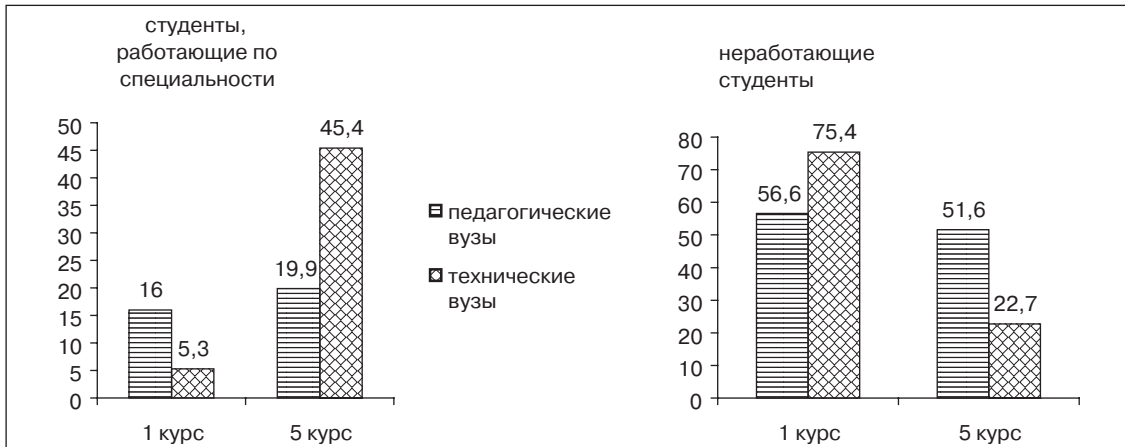 студенты,
работающие по
специальности
50
45
40
35
30
25
20
15
10
5
0
16
5,3
19,9
45,4
1 курс
5 курс
педагогические
вузы
технические
вузы
неработающие
студенты
80
70
60
50
40
30
20
10
0
56,6
75,4
51,6
22,7
1 курс
5 курс